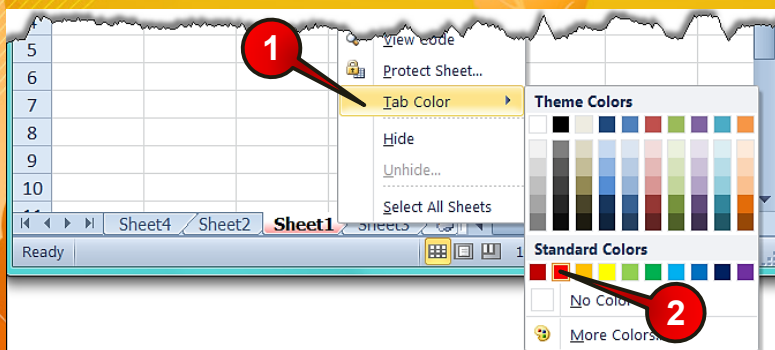 View Code
5
1
6
Protect Sheet...
7
Tab Color
Theme Colors
8
Hide
9
Unhide...
10
Select All Sheets
Sheet4
Sheet2
Sheet1
Sheet3
Standard Colors
Ready
1
No Color
2
More Colors...